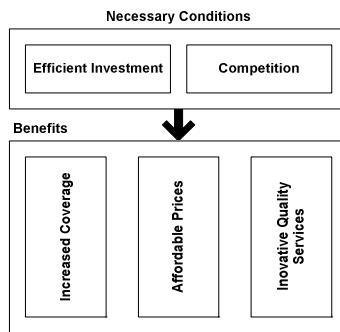 Necessary Conditions
Efficient Investment
Competition
Benefits
Increased Coverage
Affordable Prices
Inovative Quality
Services